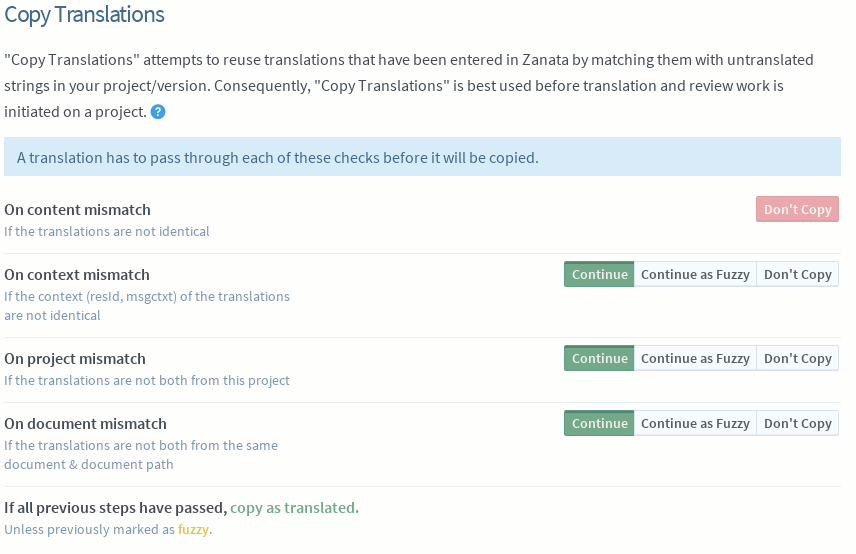 Copy Translations
"Copy Translations" attempts to reuse translations that have been entered in Zanata by matching them with untranslated
strings in your project/version. Consequently, "Copy Translations" is best used before translation and review work is
initiated on a project. ?
A translation has to pass through each of these checks before it will be copied.
On content mismatch
Don't Copy
If the translations are not identical
On context mismatch
Continue Continue as Fuzzy Don't Copy
If the context (resId, msgctxt) of the translations
are not identical
On project mismatch
Continue Continue as Fuzzy Don't Copy
If the translations are not both from this project
On document mismatch
Continue Continue as Fuzzy Don't Copy
If the translations are not both from the same
document & document path
If all previous steps have passed, copy as translated.
Unless previously marked as fuzzy.